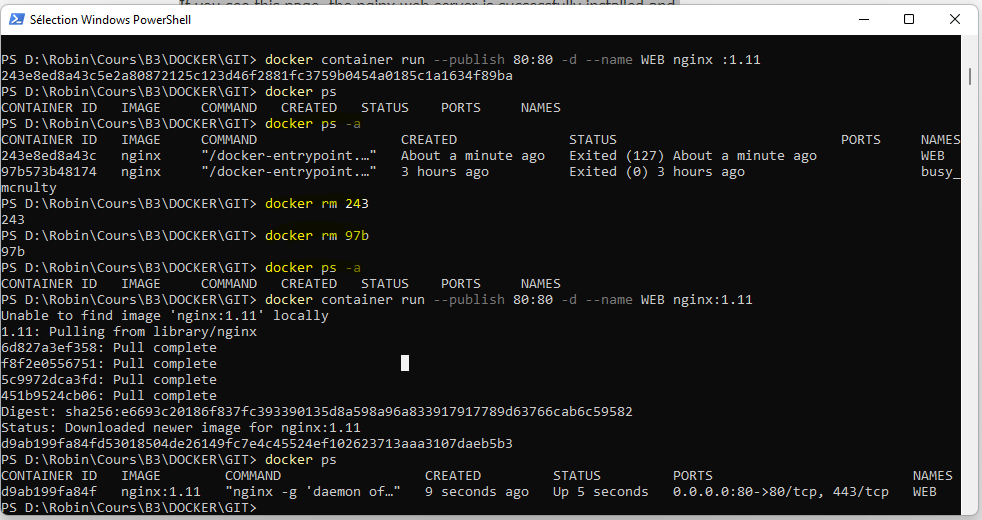 If you see this page, the nginx web server is successfully installed and
Sélection Windows PowerShell
PS D:\Robin\Cours\B3\DOCKER\GIT> docker container run --publish 80:80 -d --name WEB nginx :1.11
243e8ed8a43c5e2a80872125c123d46f2881fc3759b0454a0185c1a1634f89ba
PS D:\Robin\Cours\B3\DOCKER\GIT> docker ps
CONTAINER ID   IMAGE     COMMAND   CREATED   STATUS    PORTS     NAMES
PS D:\Robin\Cours\B3\DOCKER\GIT> docker ps -a
CONTAINER ID   IMAGE     COMMAND                  CREATED              STATUS                            PORTS     NAMES
243e8ed8a43c   nginx     "/docker-entrypoint.…"   About a minute ago   Exited (127) About a minute ago             WEB
97b573b48174   nginx     "/docker-entrypoint.…"   3 hours ago          Exited (0) 3 hours ago                      busy_
mcnulty
PS D:\Robin\Cours\B3\DOCKER\GIT> docker rm 243
243
PS D:\Robin\Cours\B3\DOCKER\GIT> docker rm 97b
97b
PS D:\Robin\Cours\B3\DOCKER\GIT> docker ps -a
CONTAINER ID   IMAGE     COMMAND   CREATED   STATUS    PORTS     NAMES
PS D:\Robin\Cours\B3\DOCKER\GIT> docker container run --publish 80:80 -d --name WEB nginx:1.11
Unable to find image 'nginx:1.11' locally
1.11: Pulling from library/nginx
6d827a3ef358: Pull complete
f8f2e0556751: Pull complete
5c9972dca3fd: Pull complete
451b9524cb06: Pull complete
Digest: sha256:e6693c20186f837fc393390135d8a598a96a833917917789d63766cab6c59582
Status: Downloaded newer image for nginx:1.11
d9ab199fa84fd53018504de26149fc7e4c45524ef102623713aaa3107daeb5b3
PS D:\Robin\Cours\B3\DOCKER\GIT> docker ps
CONTAINER ID   IMAGE        COMMAND                  CREATED         STATUS         PORTS                         NAMES
d9ab199fa84f   nginx:1.11   "nginx -g 'daemon of…"   9 seconds ago   Up 5 seconds   0.0.0.0:80->80/tcp, 443/tcp   WEB
PS D:\Robin\Cours\B3\DOCKER\GIT>